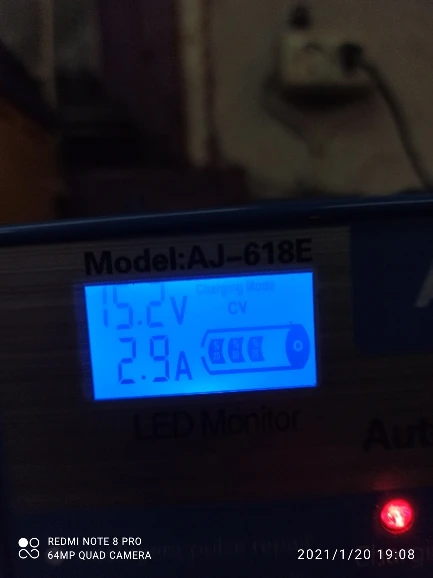 Model:AJ-618E
Charging Mode
15.2V
CV
2.9A
LED Monitor
Aut
REDMI NOTE 8 PRO
64MP QUAD CAMERA
2021/1/20 19:08